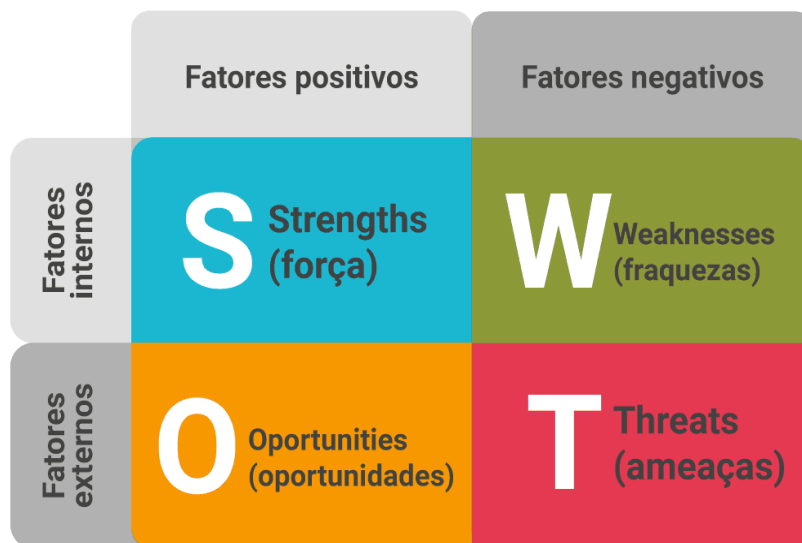 Fatores positivos
Fatores negativos
Fatores
internos
S
Strengths
(força)
W
Weaknesses
(fraquezas)
Fatores
externos
O
Oportunities
(oportunidades)
T
Threats
(ameaças)